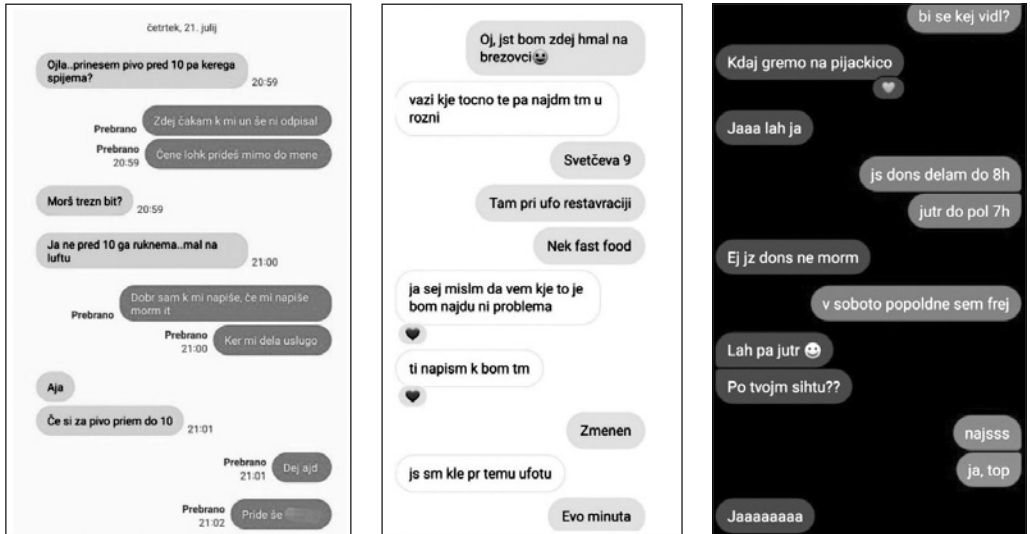 četrtek, 21. julij
Ojla..prinesem pivo pred 10 pa kerega
spijema?
20:59
Zdej čakam k mi un še ni odpisal
Prebrano
Čene lohk prideš mimo do mene
Prebrano
20:59
Morš trezn bit?
20:59
Ja ne pred 10 ga ruknema..mal na
luftu
21:00
Dobr sam k mi napiše, če mi napiše
morm it
Prebrano
Ker mi dela uslugo
Prebrano
21:00
Aja
Če si za pivo priem do 10
21:01
Dej ajd
Prebrano
21:01
Pride še
Prebrano
21:02
Oj, jst bom zdej hmal na
brezovci😀
vazi kje tocno te pa najdm tm u
rozni
Svetčeva 9
Tam pri ufo restavraciji
Nek fast food
ja sej mislm da vem kje to je
bom najdu ni problema
ti napism k bom tm
Zmenen
js sm kle pr temu ufotu
Evo minuta
bi se kej vidl?
Kdaj gremo na pijackico
Jaaa lah ja
js dons delam do 8h
jutr do pol 7h
Ej jz dons ne morm
v soboto popoldne sem frej
Lah pa jutr 😀
Po tvojm sihtu??
najsss
ja, top
Jaaaaaaaa